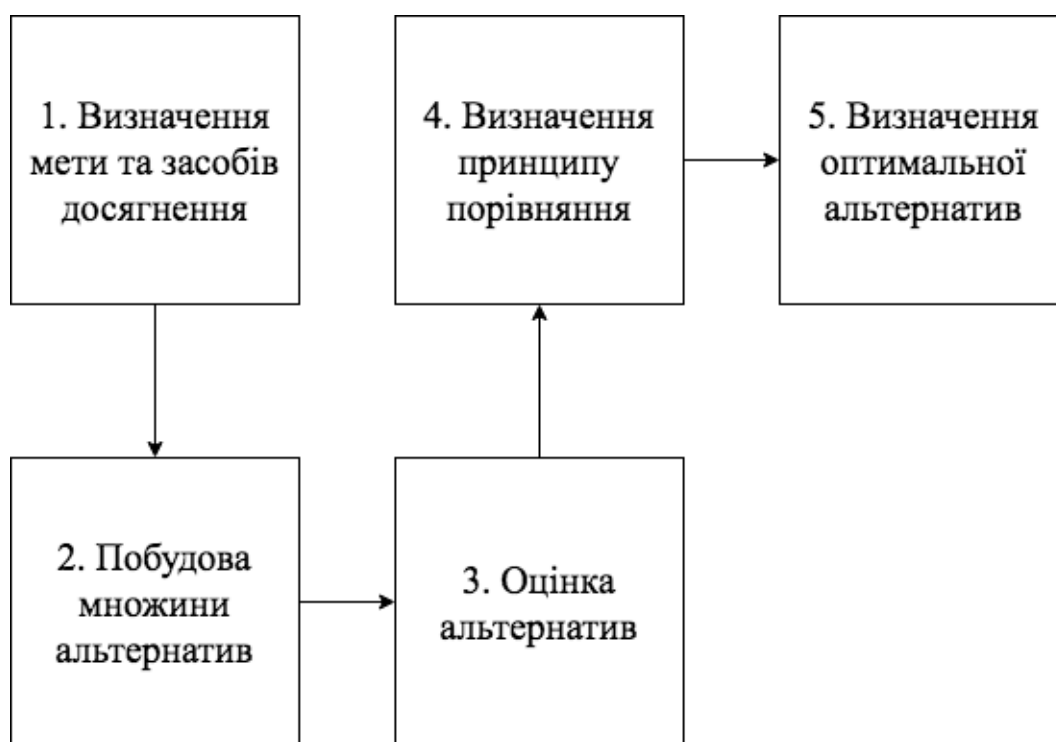 1. Визначення
мети та засобів
досягнення
2. Побудова
множини
альтернатив
3. Оцінка
альтернатив
4. Визначення
принципу
порівняння
5. Визначення
оптимальної
альтернатив